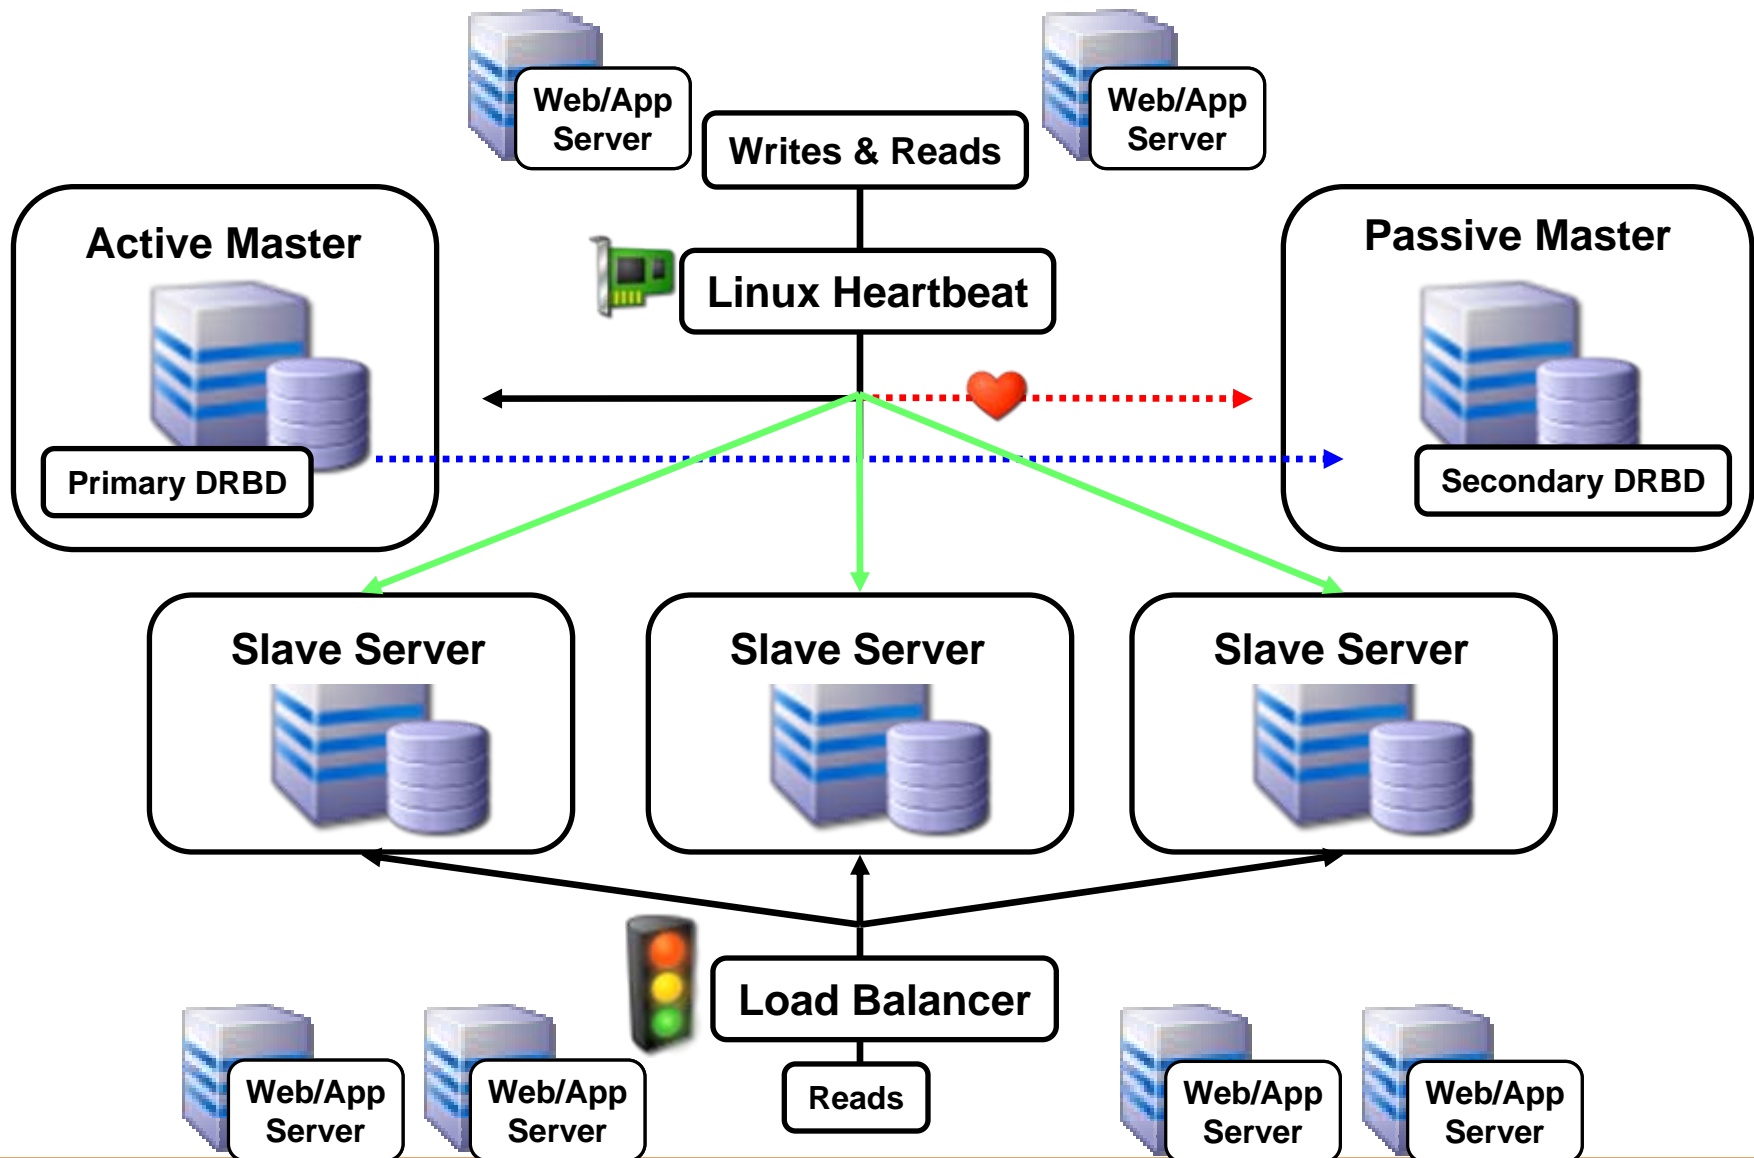 Web/App
Server
Web/App
Server
Writes & Reads
Active Master
Passive Master
Linux Heartbeat
Primary DRBD
Secondary DRBD
Slave Server
Slave Server
Slave Server
Load Balancer
Web/App
Server
Web/App
Server
Reads
Web/App
Server
Web/App
Server